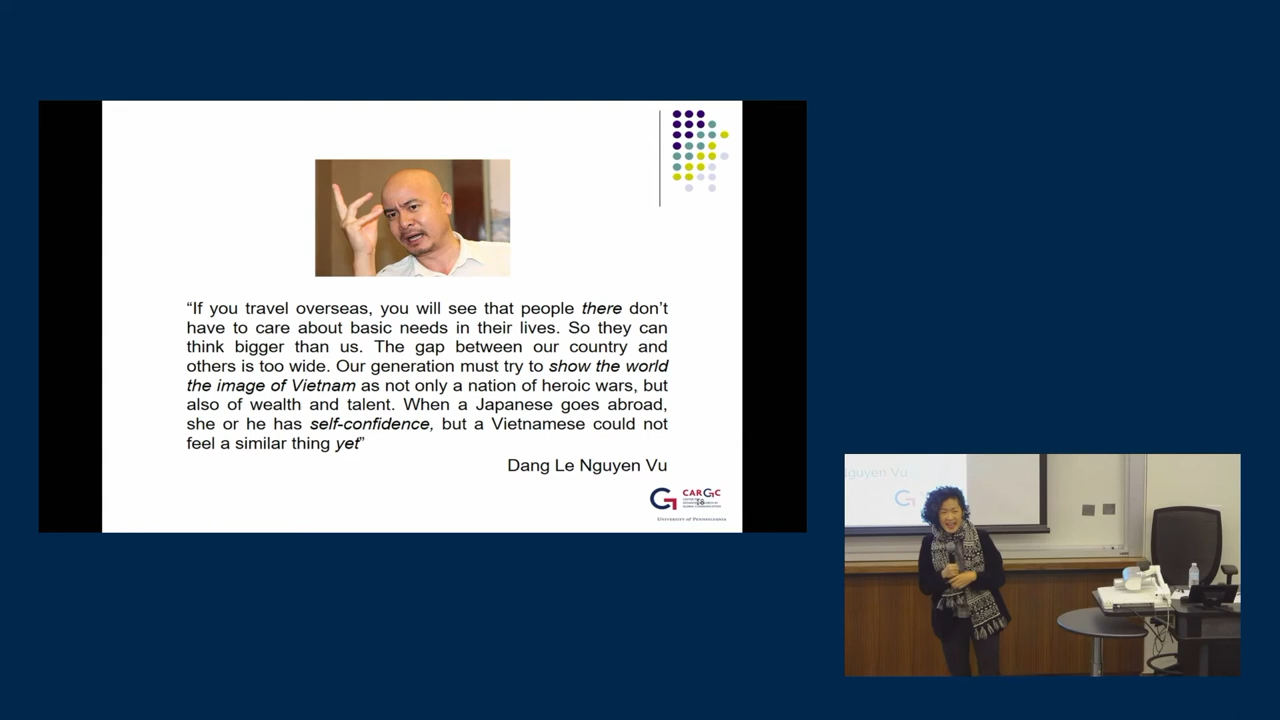 “If you travel overseas, you will see that people there don’t
have to care about basic needs in their lives. So they can
think bigger than us. The gap between our country and
others is too wide. Our generation must try to show the world
the image of Vietnam as not only a nation of heroic wars, but
also of wealth and talent. When a Japanese goes abroad,
she or he has self-confidence, but a Vietnamese could not
feel a similar thing yet”
Dang Le Nguyen Vu
CARGC
UNIVERSITY OF PENNSYLVANIA
guyen Vu